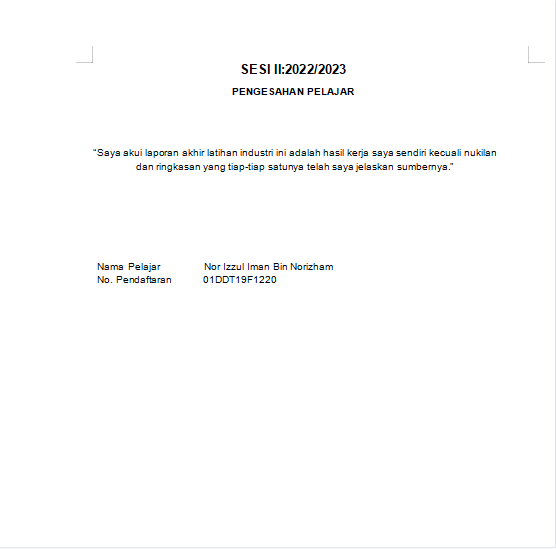 SESI II:2022/2023
PENGESAHAN PELAJAR
"Saya akui laporan akhir latihan industri ini adalah hasil kerja saya sendiri kecuali nukilan
dan ringkasan yang tiap-tiap satunya telah saya jelaskan sumbernya."
Nama Pelajar Nor Izzul Iman Bin Norizham
No. Pendaftaran 01DDT19F1220